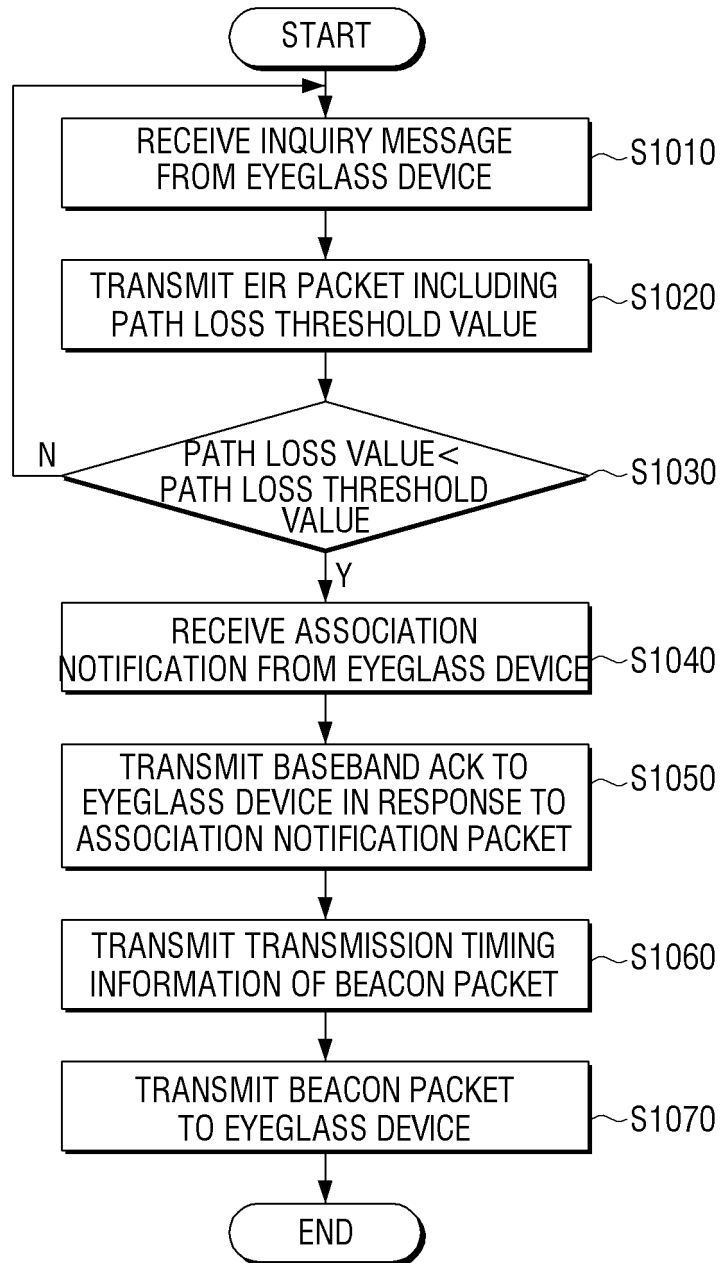 START
RECEIVE INQUIRY MESSAGE
FROM EYEGLASS DEVICE
S1010
TRANSMIT EIR PACKET INCLUDING
PATH LOSS THRESHOLD VALUE
S1020
N
PATH LOSS VALUE<
PATH LOSS THRESHOLD
VALUE
S1030
Y
RECEIVE ASSOCIATION
NOTIFICATION FROM EYEGLASS DEVICE
S1040
TRANSMIT BASEBAND ACK TO
EYEGLASS DEVICE IN RESPONSE TO
ASSOCIATION NOTIFICATION PACKET
S1050
TRANSMIT TRANSMISSION TIMING
INFORMATION OF BEACON PACKET
S1060
TRANSMIT BEACON PACKET
TO EYEGLASS DEVICE
S1070
END